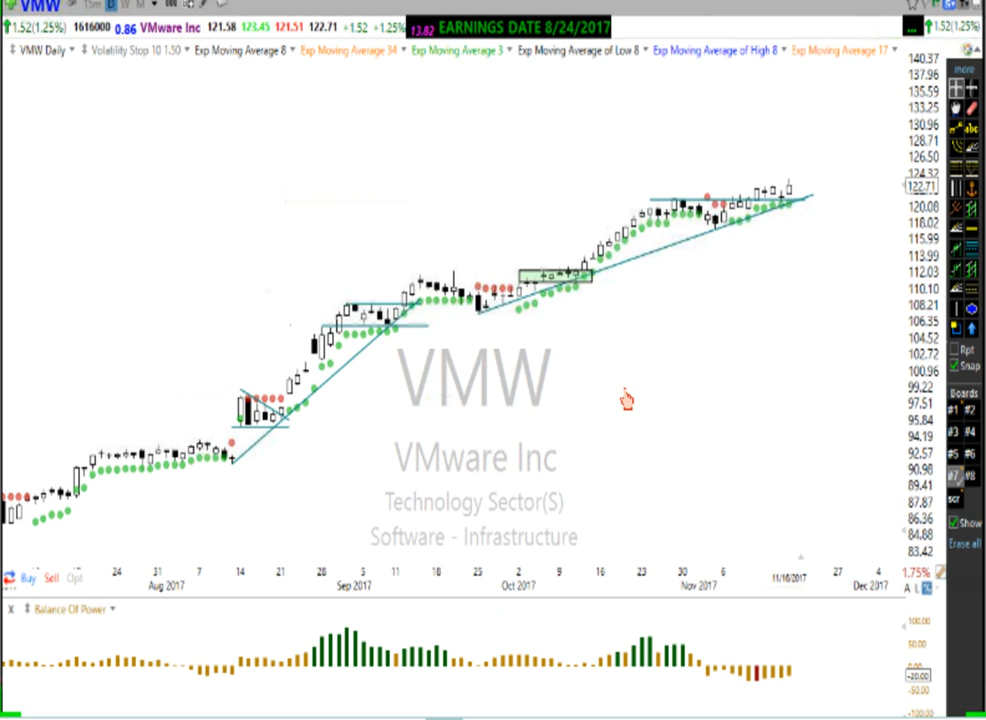 VMW 15m D W M
1.52(1.25%) 1616000 0.86 VMware Inc 121.58 123.45 121.51 122.71 +1.52 +1.25% 13.82 EARNINGS DATE 8/24/2017 ... 1.52(1.25%)
VMW Daily Volatility Stop 10 1.50 Exp Moving Average 8 Exp Moving Average 34 Exp Moving Average 3 Exp Moving Average of Low 8 Exp Moving Average of High 8 Exp Moving Average 17
140.37
137.96
135.59
133.25
130.96
128.71
126.50
124.32
122.71
120.08
118.02
115.99
113.99
112.03
110.10
108.21
106.35
104.52
102.72
100.96
99.22
97.51
95.84
94.19
92.57
90.98
89.41
87.87
86.36
84.88
83.42
more
abc
Rpt
Snap
Boards
#1 #2
#3 #4
#5 #6
#7 #8
scr
Show
Erase all
VMW
VMware Inc
Technology Sector(S)
Software - Infrastructure
Buy Sell Opt
24 31 7 14 21 28 5 11 18 25 2 9 16 23 30 6 27 4
Aug 2017 Sep 2017 Oct 2017 Nov 2017 11/16/2017 Dec 2017
1.75%
A L %
X Balance Of Power
100.00
50.00
0.00
-20.00
-50.00
-100.00